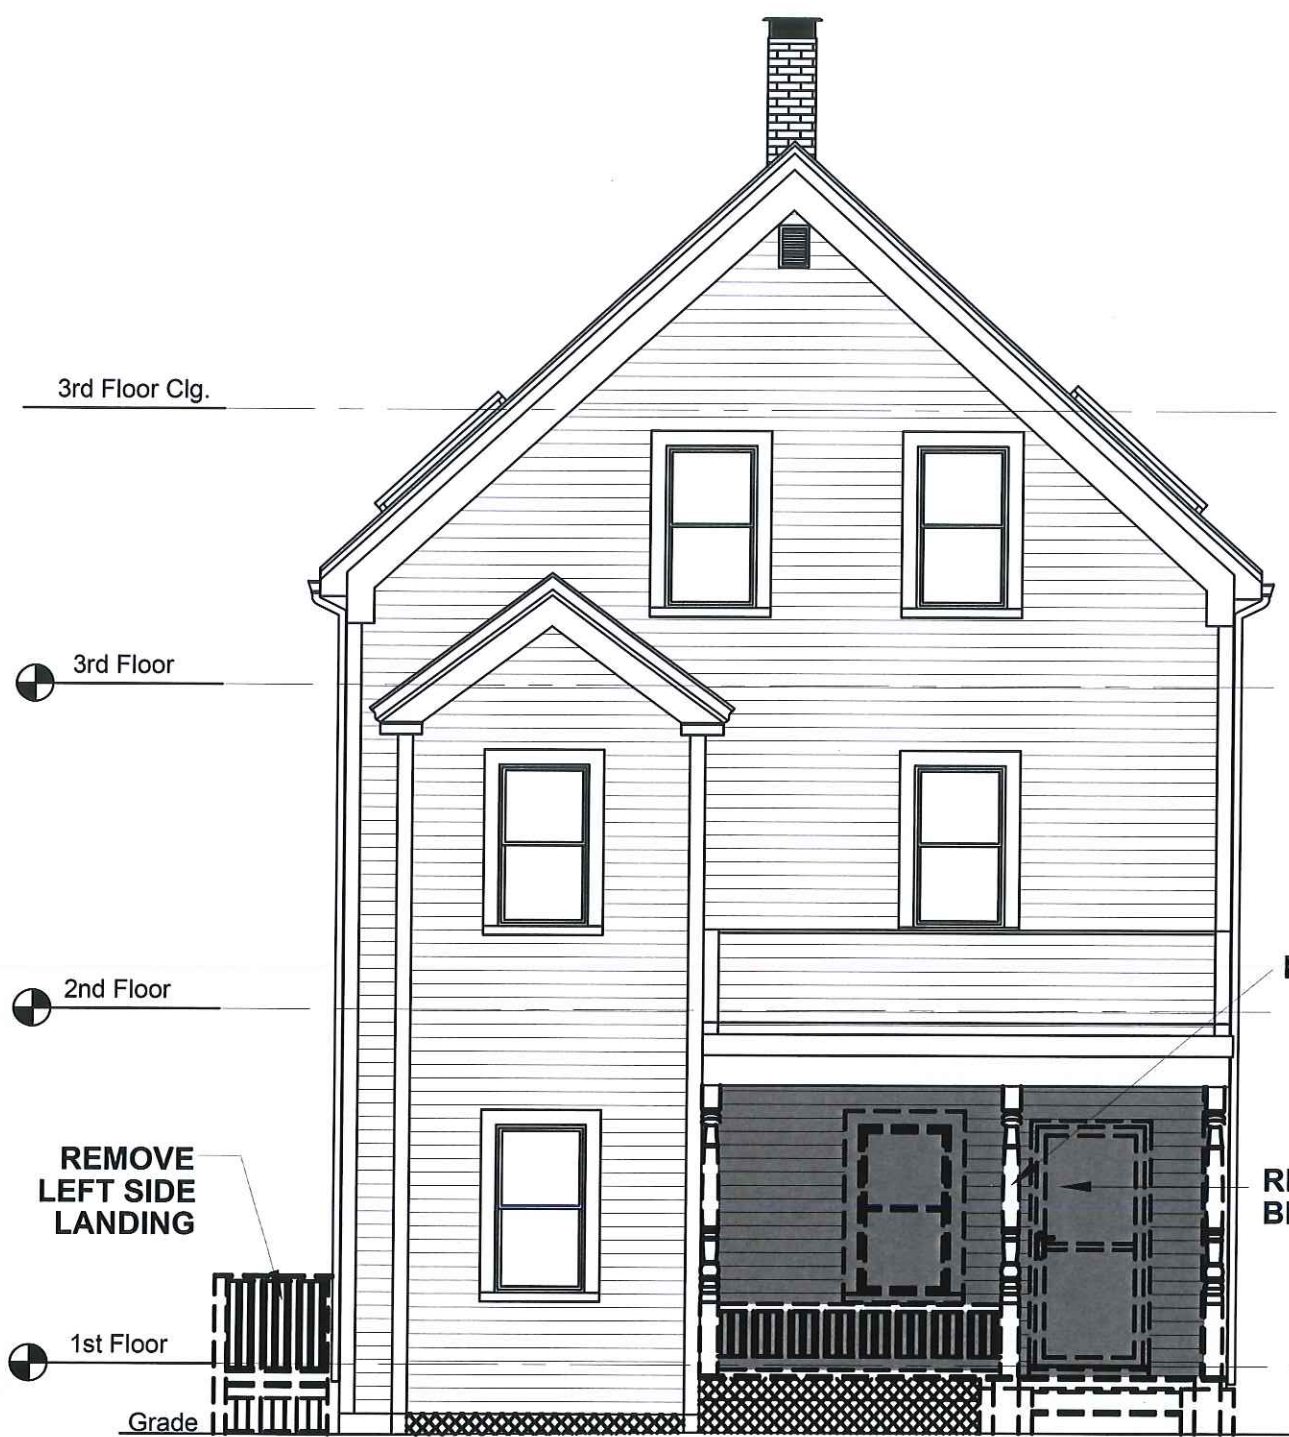 3rd Floor Clg.
3rd Floor
2nd Floor
REMOVE
LEFT SIDE
LANDING
1st Floor
Grade